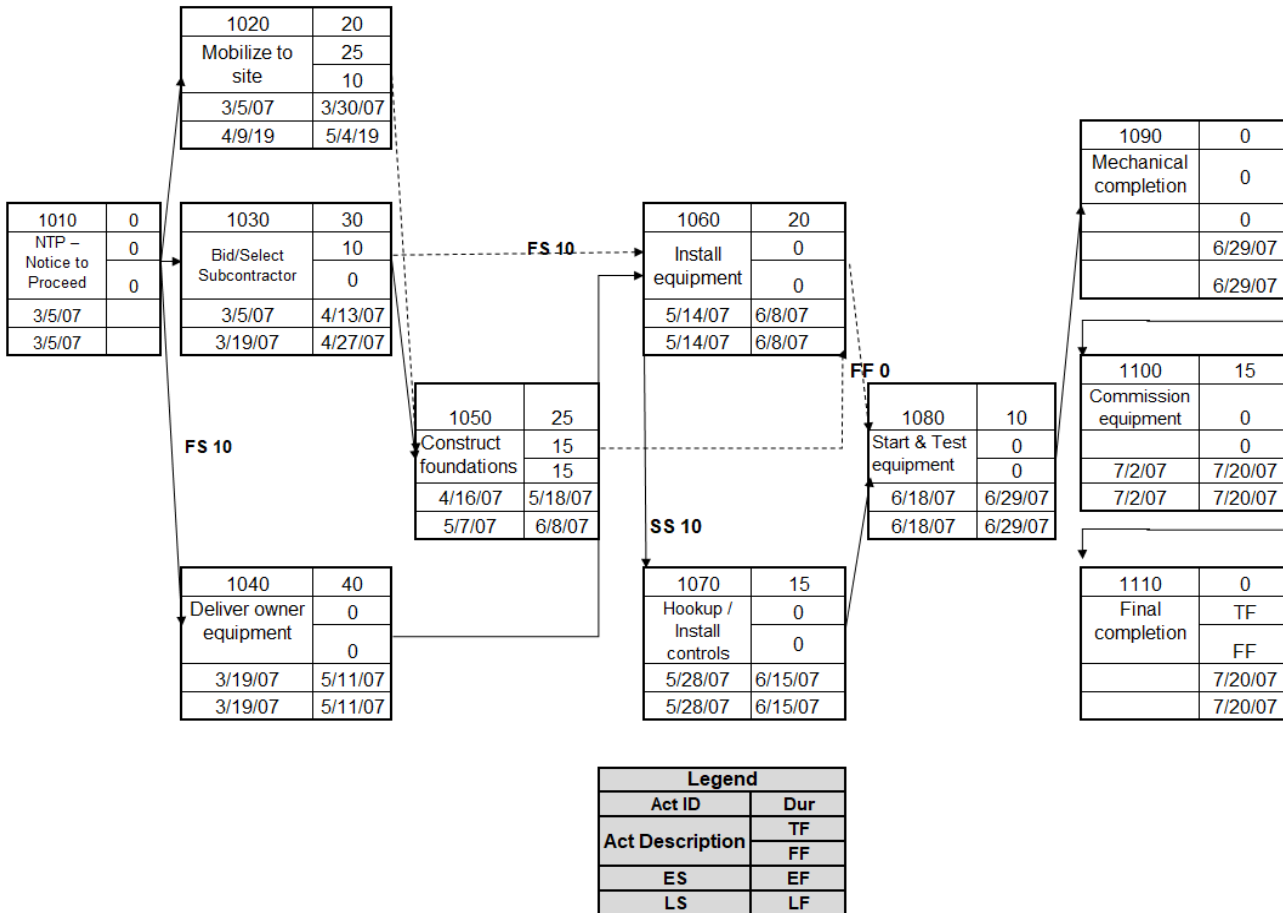 1020 20
Mobilize to
site
25
10
3/5/07 3/30/07
4/9/19 5/4/19
1010 0
NTP –
Notice to
Proceed
0
0
3/5/07
3/5/07
1030 30
Bid/Select
Subcontractor
10
0
3/5/07 4/13/07
3/19/07 4/27/07
FS 10
1060 20
Install
equipment
0
0
5/14/07 6/8/07
5/14/07 6/8/07
1090 0
Mechanical
completion
0
0
6/29/07
6/29/07
FS 10
1050 25
Construct
foundations
15
15
4/16/07 5/18/07
5/7/07 6/8/07
SS 10
FF 0
1080 10
Start & Test
equipment
0
0
6/18/07 6/29/07
6/18/07 6/29/07
1100 15
Commission
equipment
0
0
7/2/07 7/20/07
7/2/07 7/20/07
1040 40
Deliver owner
equipment
0
0
3/19/07 5/11/07
3/19/07 5/11/07
1070 15
Hookup /
Install
controls
0
0
5/28/07 6/15/07
5/28/07 6/15/07
1110 0
Final
completion
TF
FF
7/20/07
7/20/07
Legend
Act ID Dur
Act Description
TF
FF
ES EF
LS LF